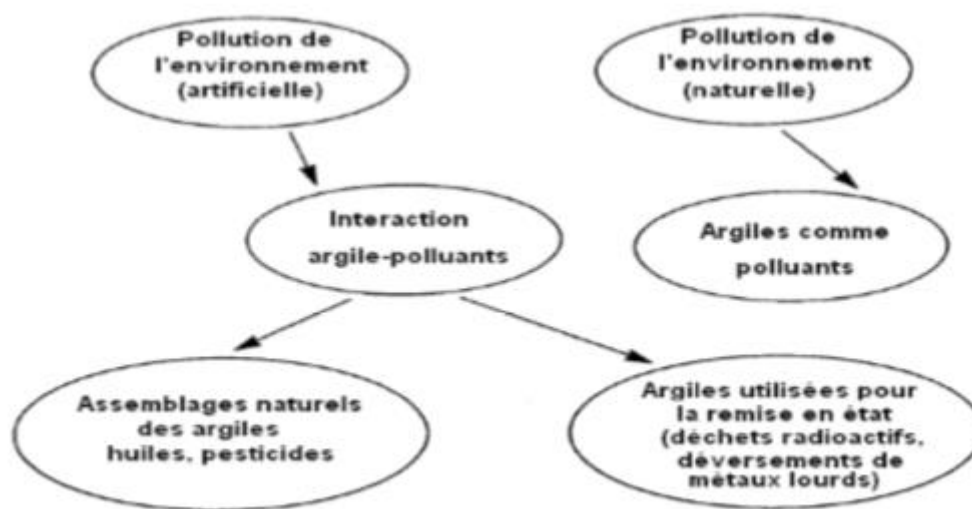 Pollution de
l'environnement
(artificielle)
Pollution de
l'environnement
(naturelle)
Interaction
argile-polluants
Argiles comme
polluants
Assemblages naturels
des argiles
huiles, pesticides
Argiles utilisées pour
la remise en état
(déchets radioactifs,
déversements de
métaux lourds)